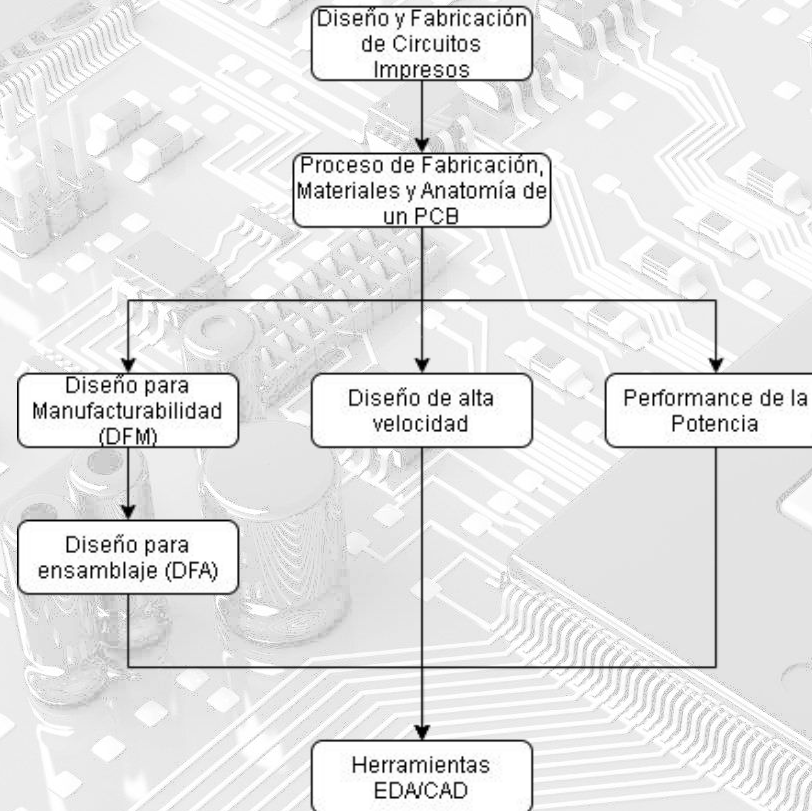 Diseño y Fabricación
de Circuitos
Impresos
Proceso de Fabricación,
Materiales y Anatomía de
un PCB
Diseño para
Manufacturabilidad
(DFM)
Diseño de alta
velocidad
Performance de la
Potencia
Diseño para
ensamblaje (DFA)
Herramientas
EDA/CAD